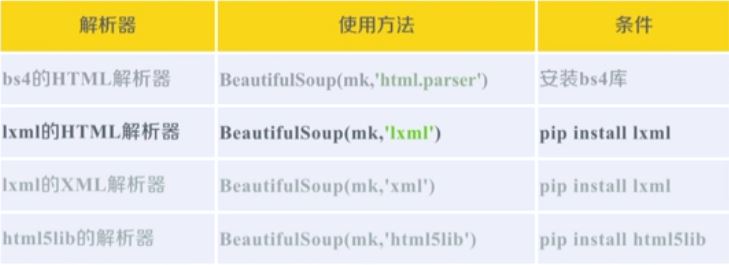 解析器 使用方法 条件
bs4的HTML解析器 BeautifulSoup(mk,'html.parser') 安装bs4库
lxml的HTML解析器 BeautifulSoup(mk,'lxml') pip install lxml
lxml的XML解析器 BeautifulSoup(mk,'xml') pip install lxml
html5lib的解析器 BeautifulSoup(mk,'html5lib') pip install html5lib